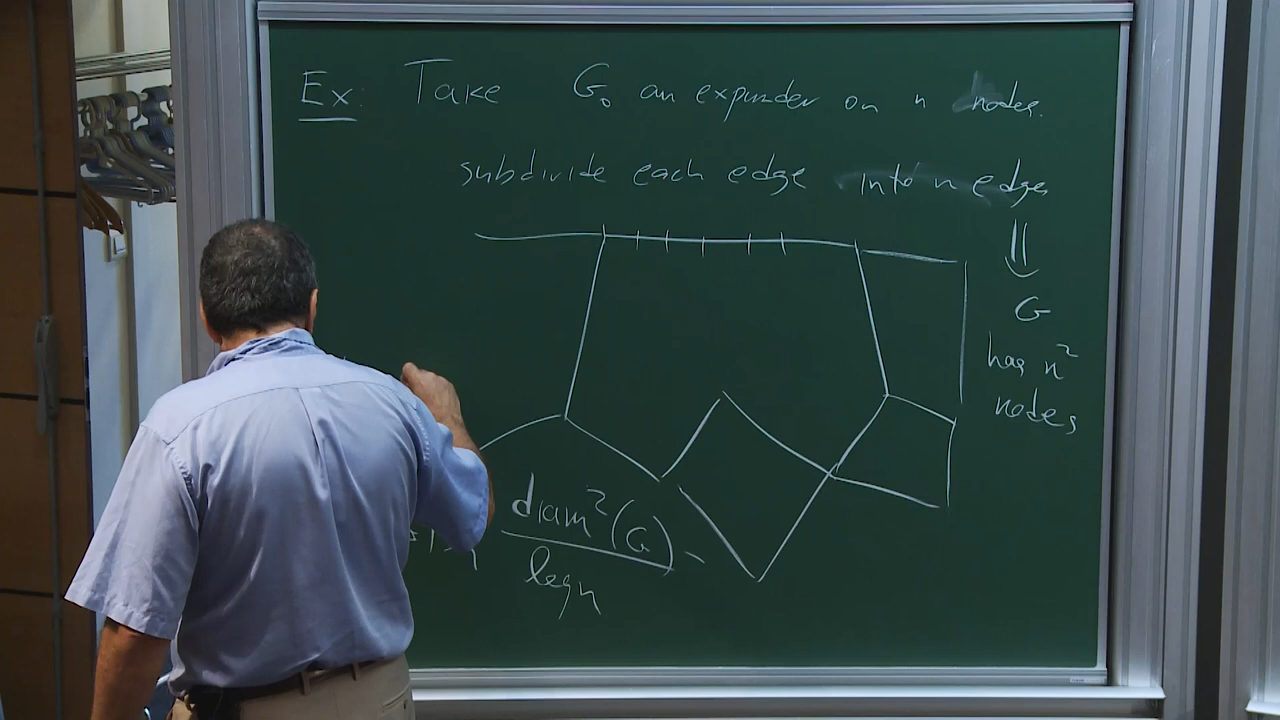 Ex: Take G₀ an expander on n nodes.
subdivide each edge into n edges
⇓
G
has n²
nodes
diam²(G)
log n